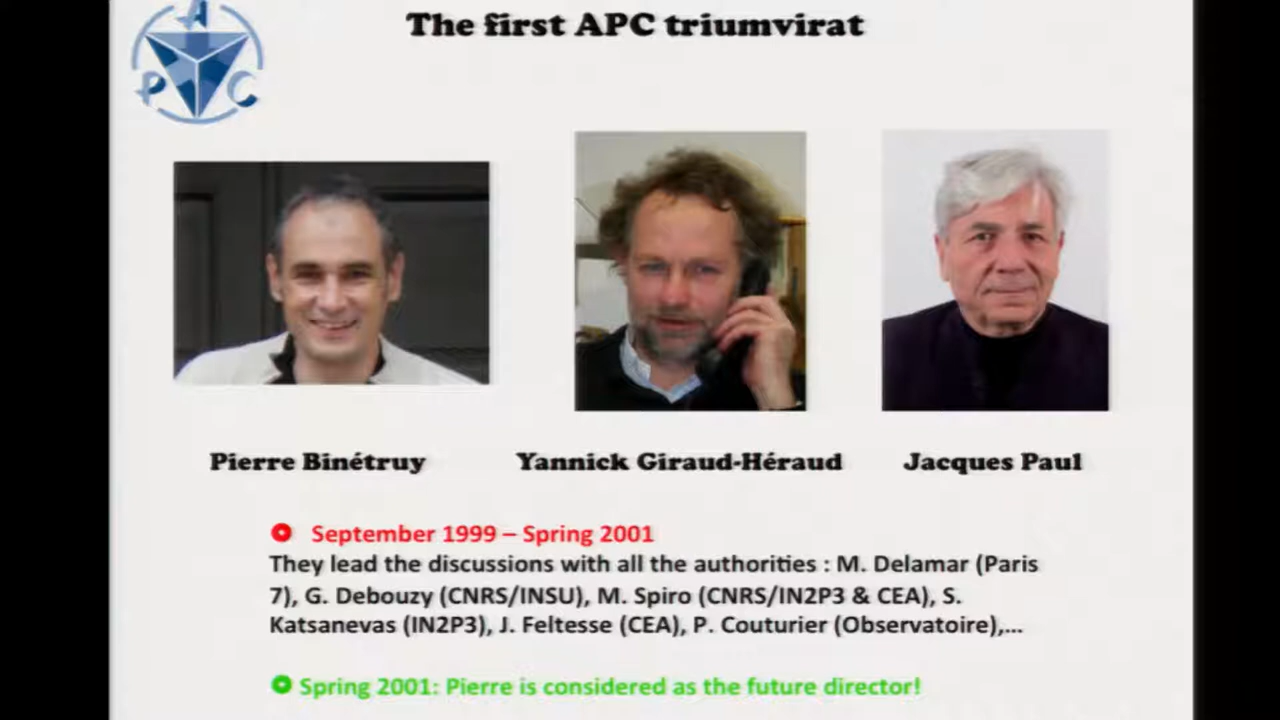 A
P C
The first APC triumvirat
Pierre Binétruy
Yannick Giraud-Héraud
Jacques Paul
September 1999 – Spring 2001
They lead the discussions with all the authorities : M. Delamar (Paris
7), G. Debouzy (CNRS/INSU), M. Spiro (CNRS/IN2P3 & CEA), S.
Katsanevas (IN2P3), J. Feltesse (CEA), P. Couturier (Observatoire),...
Spring 2001: Pierre is considered as the future director!